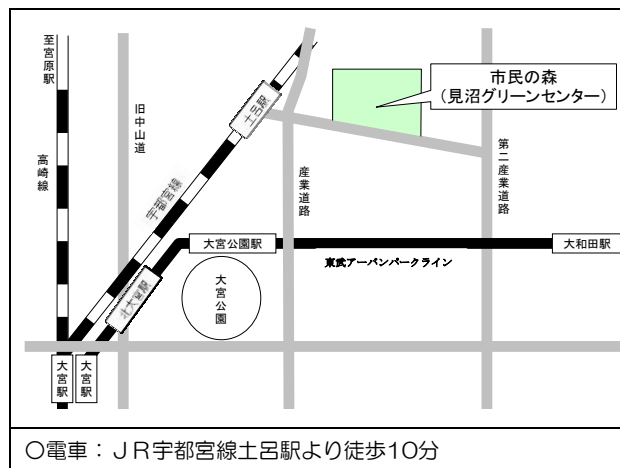 至宮原駅
高崎線
旧中山道
宇都宮線
土呂駅
市民の森
(見沼グリーンセンター)
産業道路
第二産業道路
大宮公園駅
東武アーバンパークライン
大和田駅
北大宮駅
大宮公園
大宮駅
大宮駅
○電車：ＪＲ宇都宮線土呂駅より徒歩10分